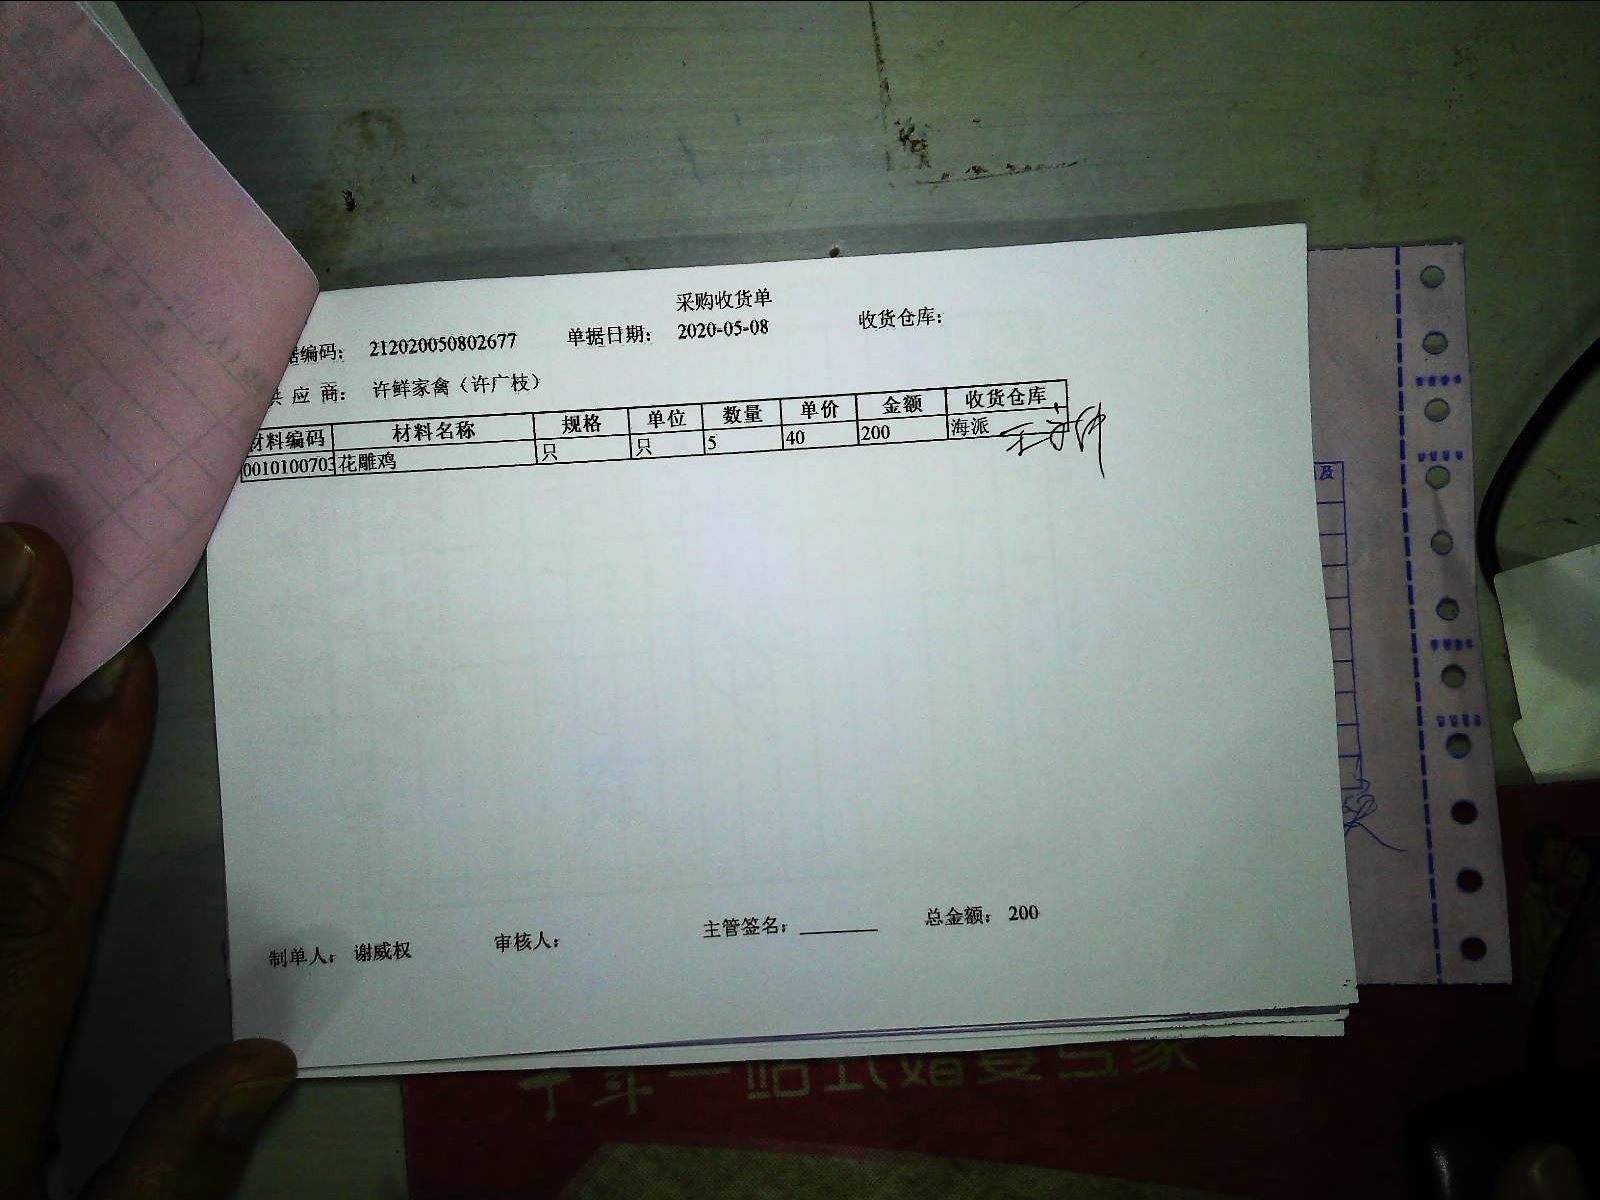 采购收货单
据编码： 212020050802677 单据日期： 2020-05-08 收货仓库：
供 应 商： 许鲜家禽（许广枝）
材料编码 材料名称 规格 单位 数量 单价 金额 收货仓库
0010100703 花雕鸡 只 只 5 40 200 海派
及
制单人： 谢威权 审核人： 主管签名： 总金额： 200